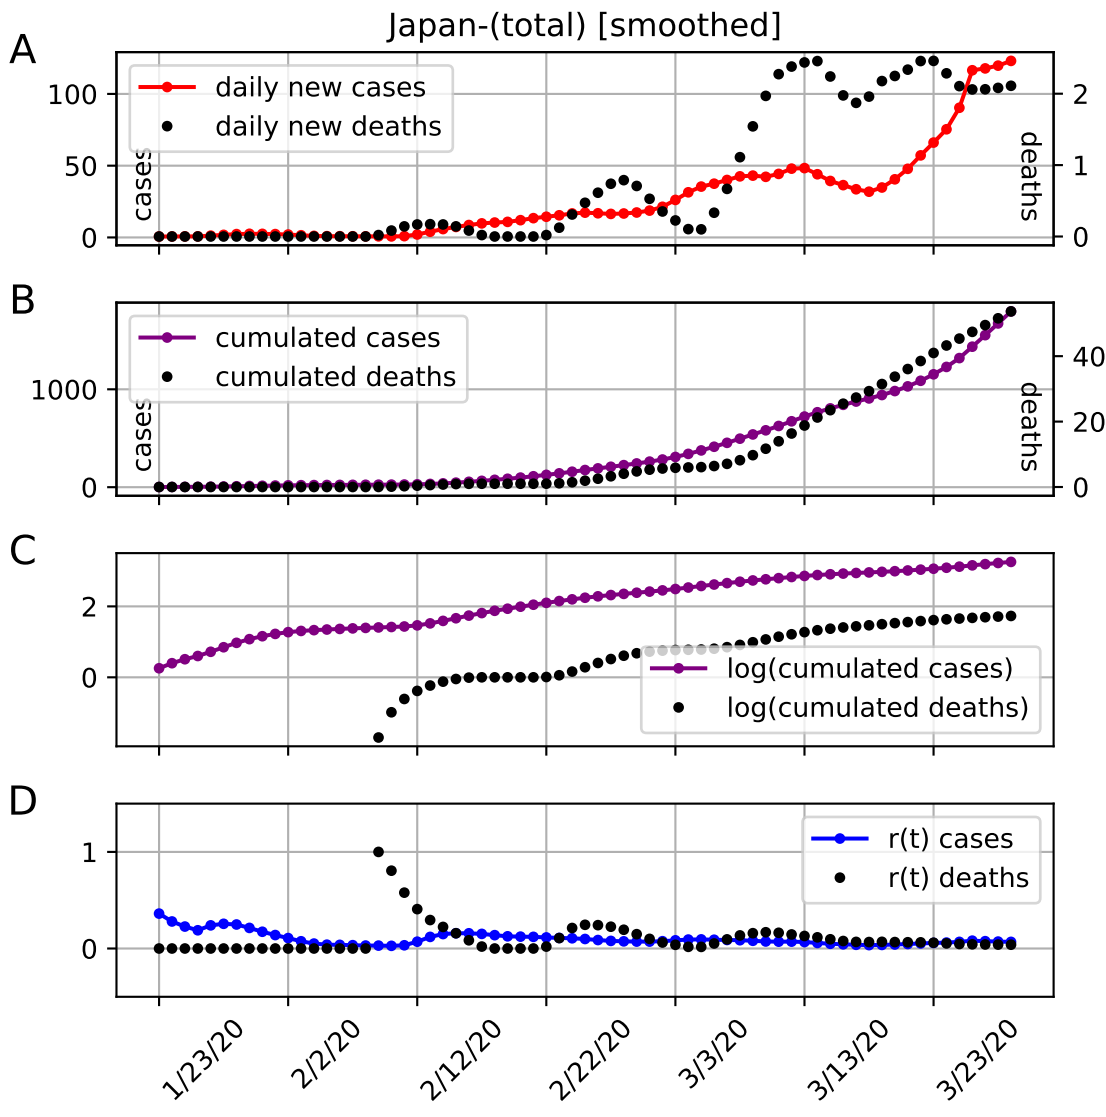 Japan-(total) [smoothed]
A
daily new cases
daily new deaths
100
50
0
cases
2
1
0
deaths
B
cumulated cases
cumulated deaths
1000
0
cases
40
20
0
deaths
C
2
0
log(cumulated cases)
log(cumulated deaths)
D
1
0
r(t) cases
r(t) deaths
1/23/20
2/2/20
2/12/20
2/22/20
3/3/20
3/13/20
3/23/20